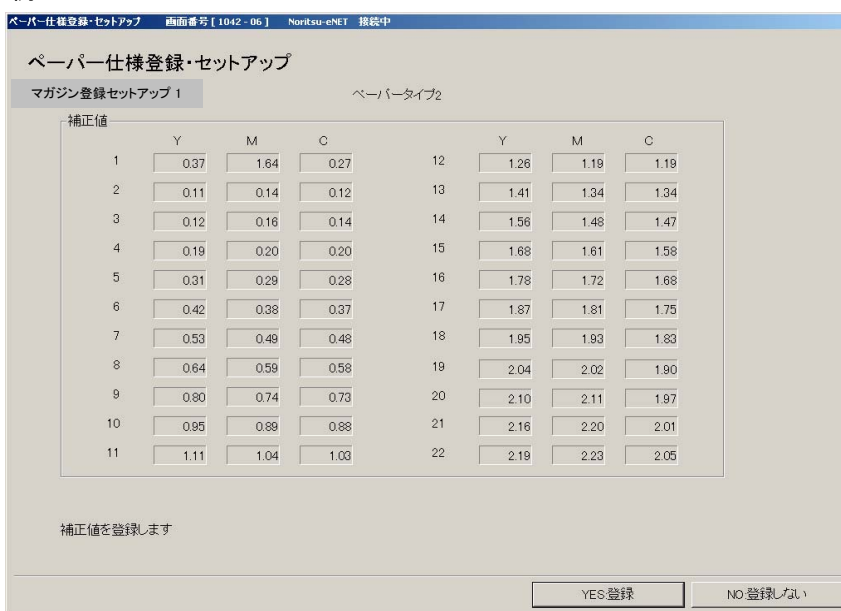 ペーパー仕様登録・セットアップ 画面番号 [ 1042 - 06 ] Noritsu-eNET 接続中
ペーパー仕様登録・セットアップ
マガジン登録セットアップ 1 ペーパータイプ2
補正値
Y M C Y M C
1 0.37 1.64 0.27 12 1.26 1.19 1.19
2 0.11 0.14 0.12 13 1.41 1.34 1.34
3 0.12 0.16 0.14 14 1.56 1.48 1.47
4 0.19 0.20 0.20 15 1.68 1.61 1.58
5 0.31 0.29 0.28 16 1.78 1.72 1.68
6 0.42 0.38 0.37 17 1.87 1.81 1.75
7 0.53 0.49 0.48 18 1.95 1.93 1.83
8 0.64 0.59 0.58 19 2.04 2.02 1.90
9 0.80 0.74 0.73 20 2.10 2.11 1.97
10 0.95 0.89 0.88 21 2.16 2.20 2.01
11 1.11 1.04 1.03 22 2.19 2.23 2.05
補正値を登録します
YES:登録 NO:登録しない